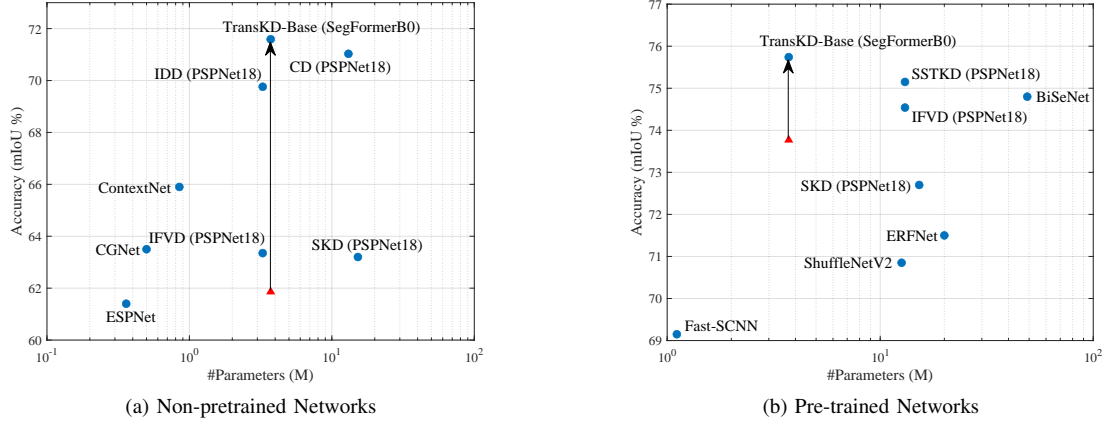 72
70
68
66
64
62
60
Accuracy (mIoU %)
TransKD-Base (SegFormerB0)
IDD (PSPNet18)
CD (PSPNet18)
ContextNet
CGNet
IFVD (PSPNet18)
SKD (PSPNet18)
ESPNet
10^-1
10^0
10^1
10^2
#Parameters (M)
(a) Non-pretrained Networks
77
76
75
74
73
72
71
70
69
Accuracy (mIoU %)
TransKD-Base (SegFormerB0)
SSTKD (PSPNet18)
BiSeNet
IFVD (PSPNet18)
SKD (PSPNet18)
ERFNet
ShuffleNetV2
Fast-SCNN
10^0
10^1
10^2
#Parameters (M)
(b) Pre-trained Networks